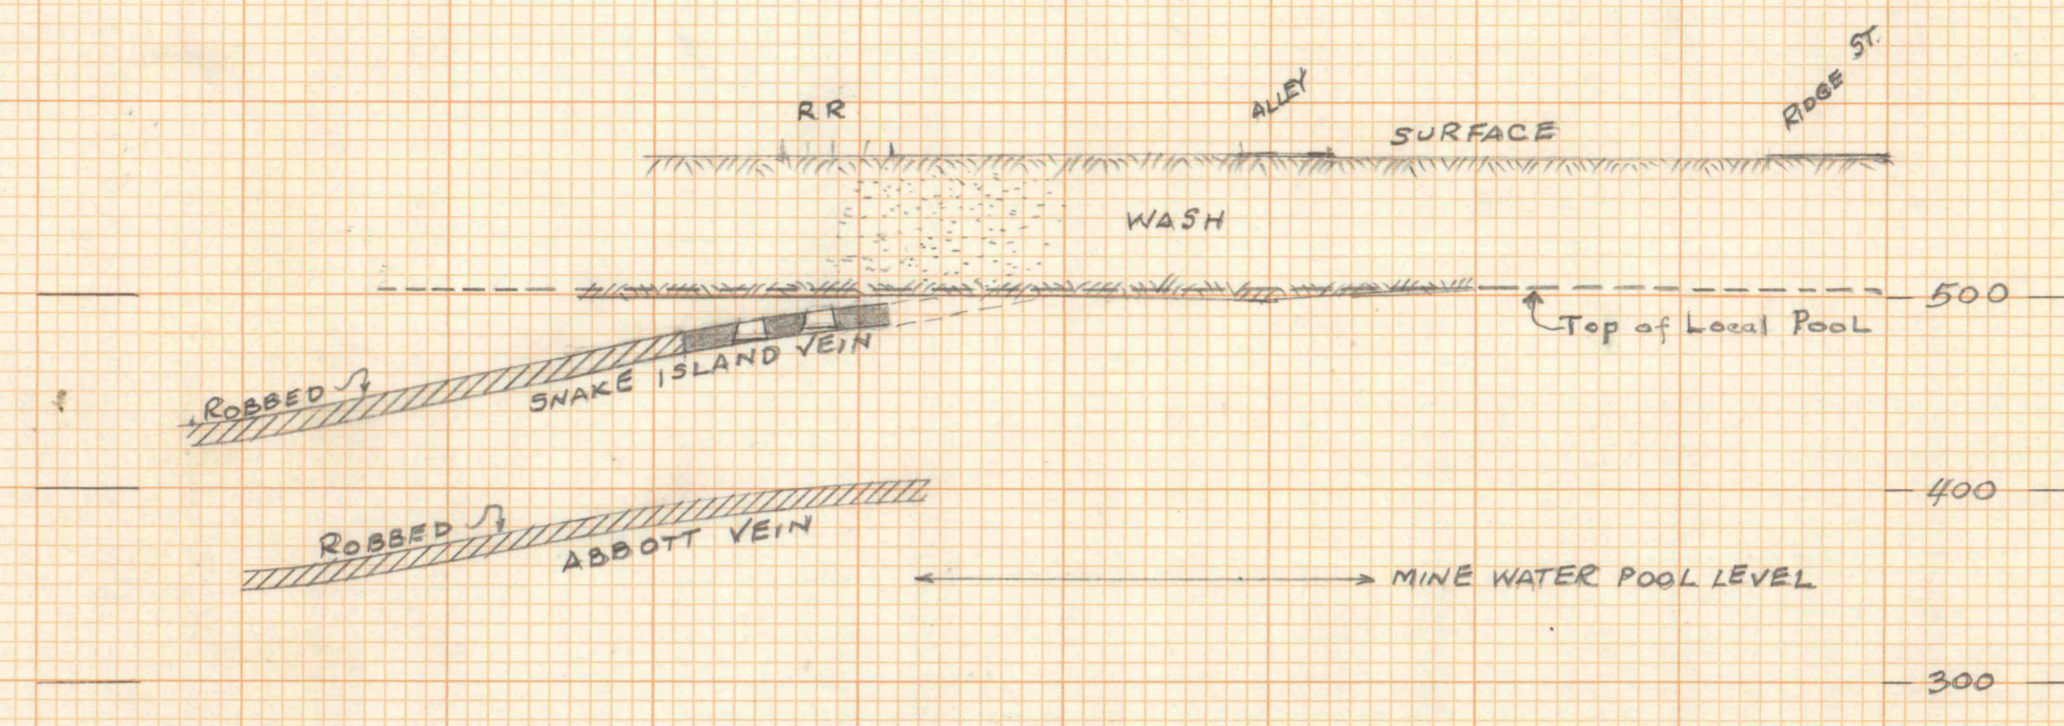 RIDGE ST.
ALLEY
RR
SURFACE
WASH
500
Top of Local Pool
SNAKE ISLAND VEIN
ROBBED
400
ROBBED
ABBOTT VEIN
MINE WATER POOL LEVEL
300